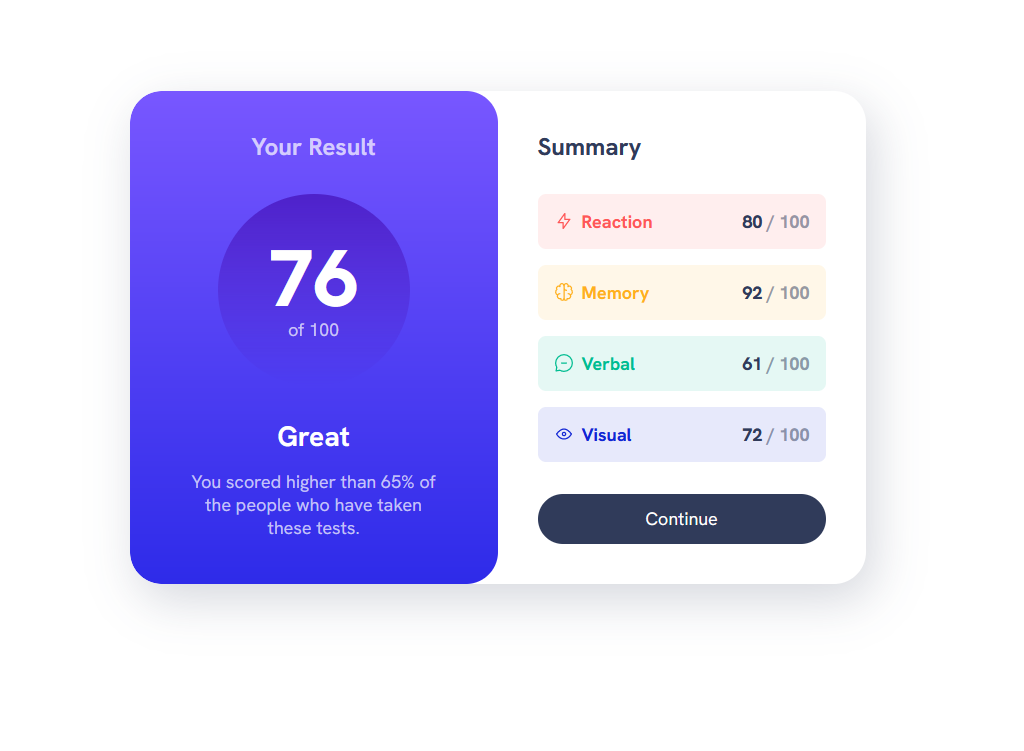 Your Result
76
of 100
Great
You scored higher than 65% of
the people who have taken
these tests.
Summary
Reaction 80 / 100
Memory 92 / 100
Verbal 61 / 100
Visual 72 / 100
Continue